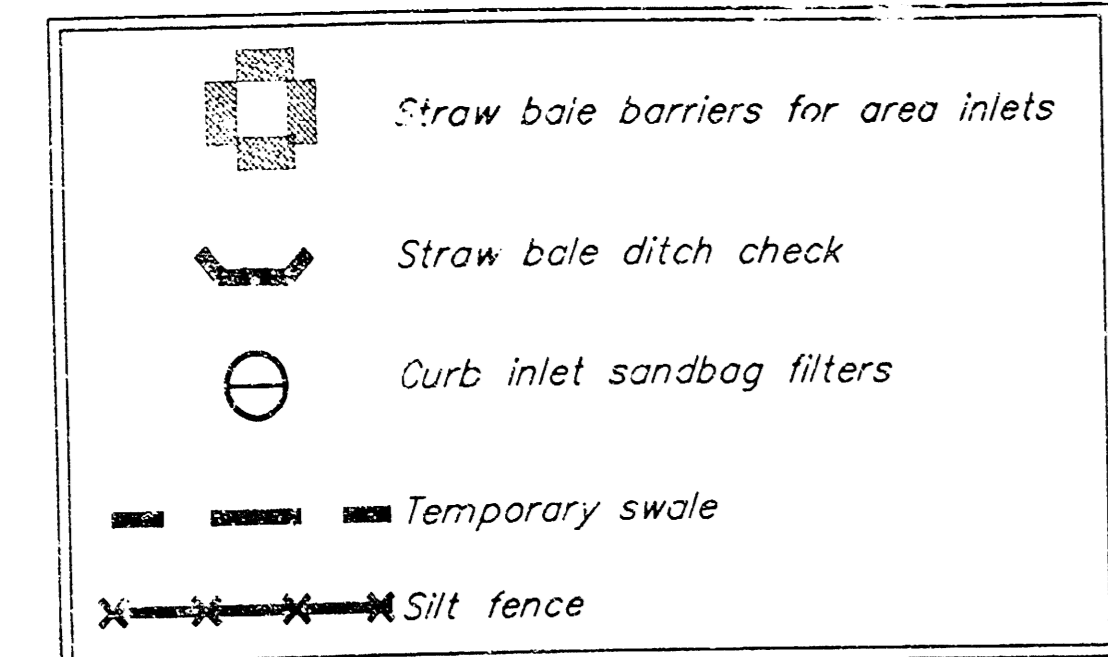 Straw bale barriers for area inlets
Straw bale ditch check
Curb inlet sandbag filters
Temporary swale
Silt fence